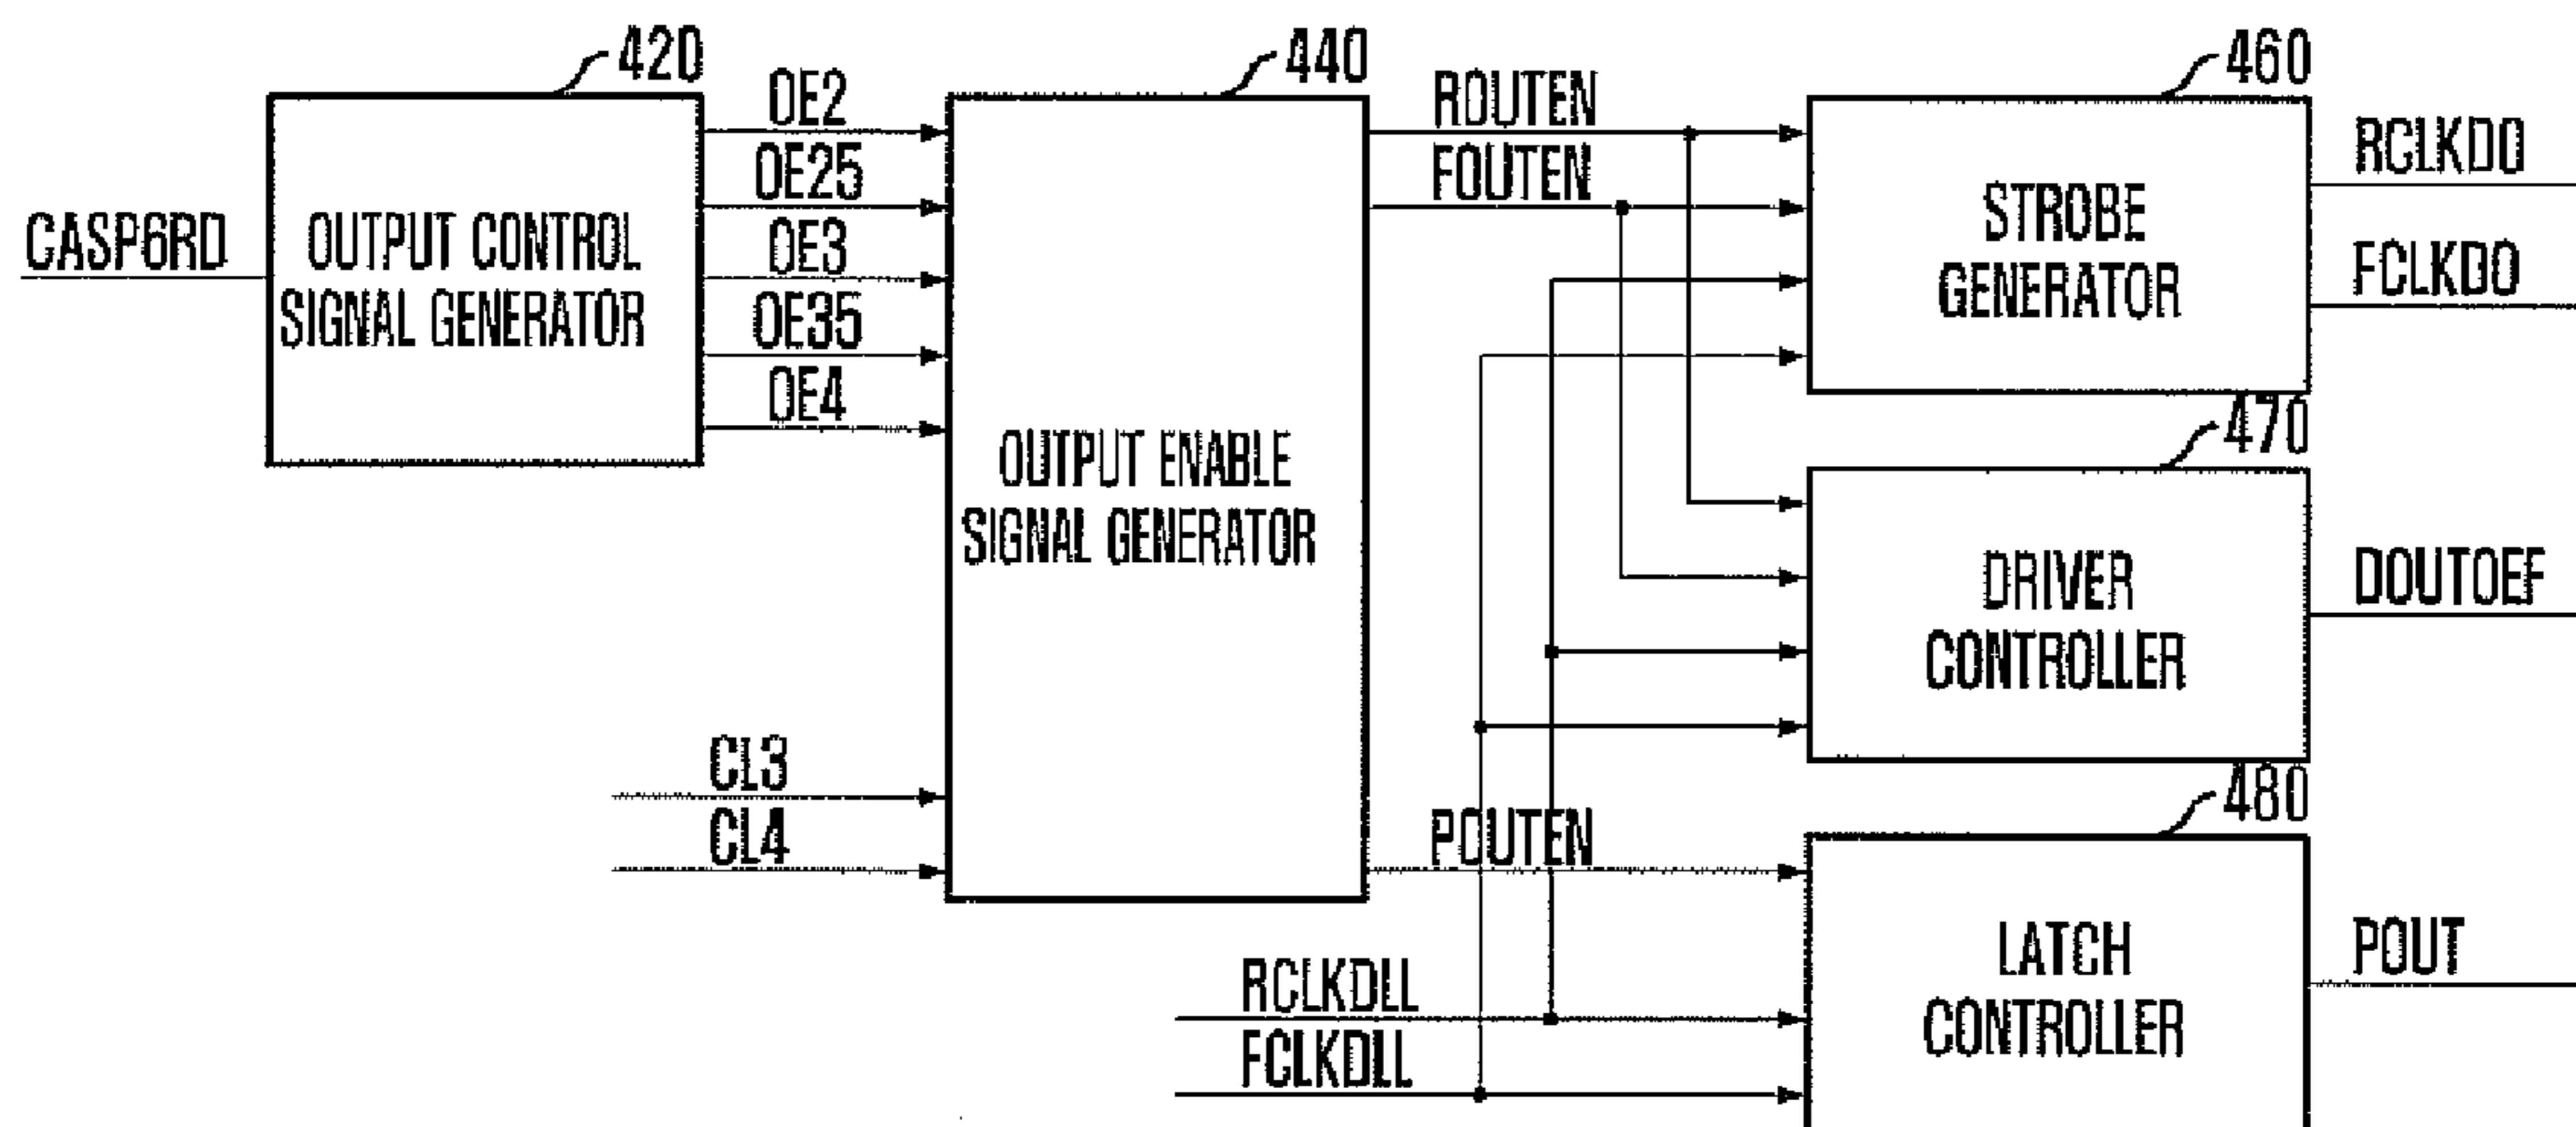 420
CASP6RD
OUTPUT CONTROL
SIGNAL GENERATOR
OE2
OE25
OE3
OE35
OE4
CL3
CL4
440
OUTPUT ENABLE
SIGNAL GENERATOR
ROUTEN
FOUTEN
POUTEN
RCLKDLL
FCLKDLL
460
STROBE
GENERATOR
RCLKDO
FCLKDO
470
DRIVER
CONTROLLER
DOUTOEF
480
LATCH
CONTROLLER
POUT